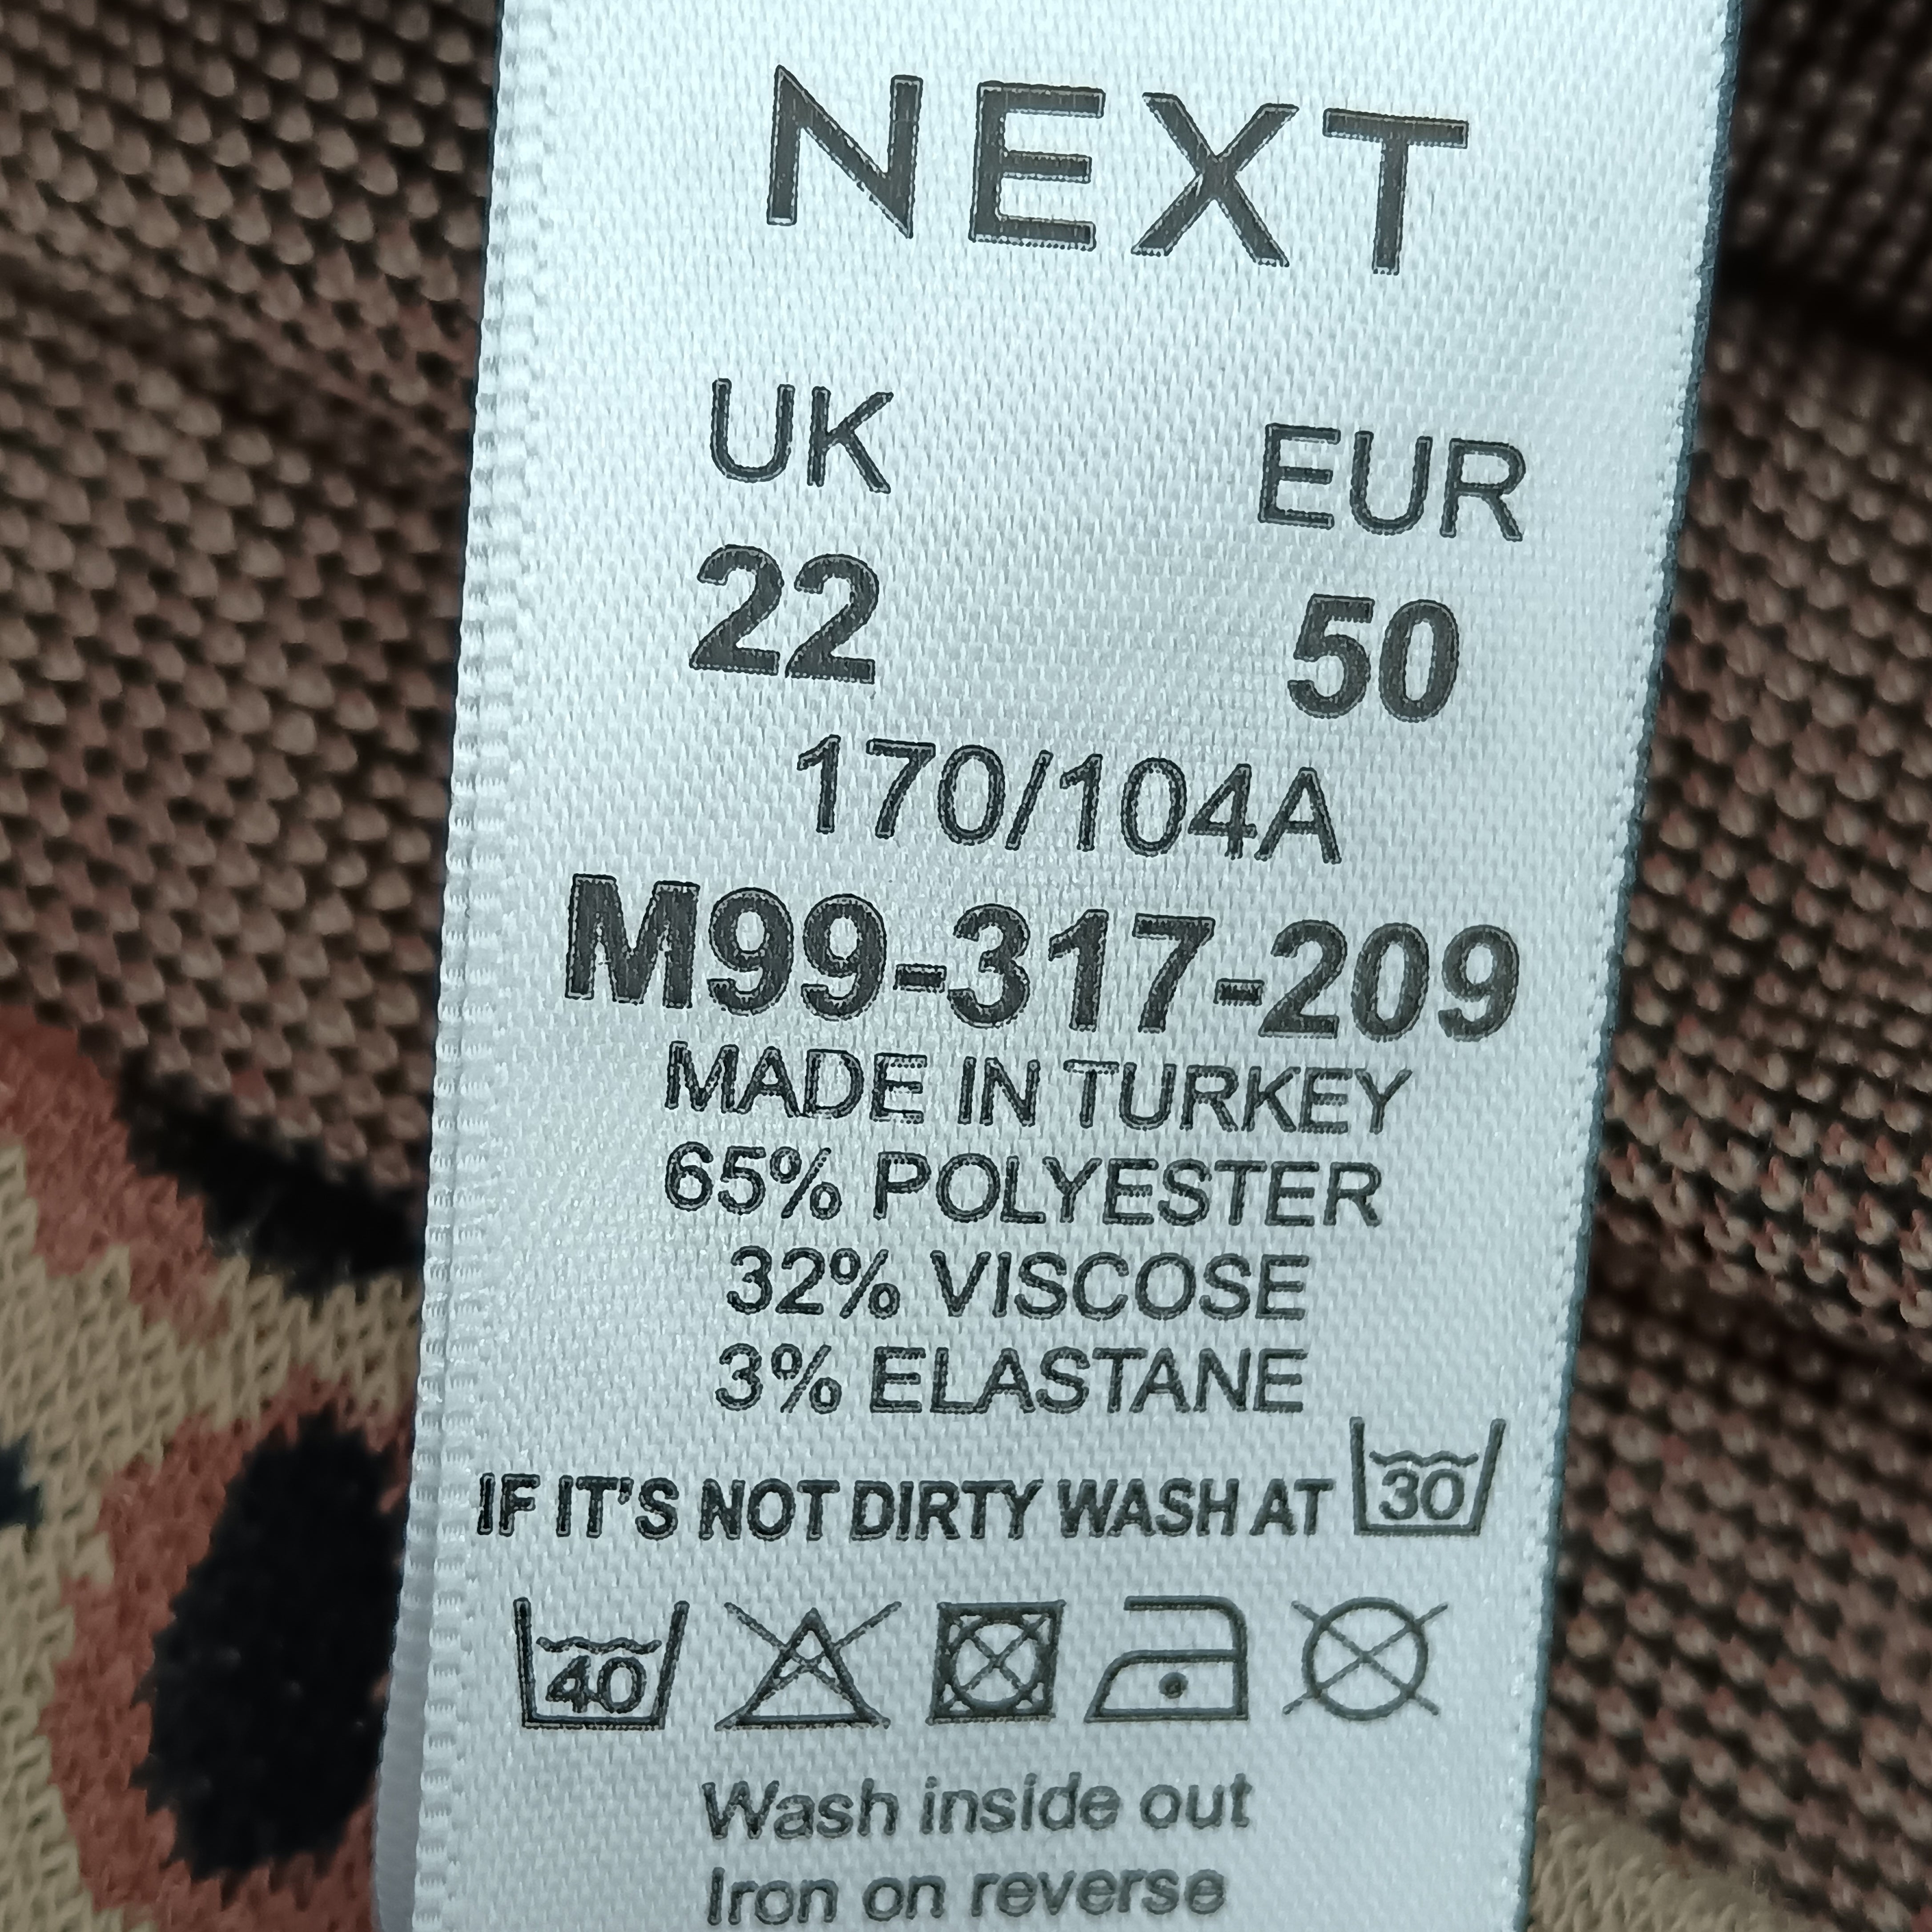 NEXT
UK EUR
22 50
170/104A
M99-317-209
MADE IN TURKEY
65% POLYESTER
32% VISCOSE
3% ELASTANE
IF IT'S NOT DIRTY WASH AT 30
40
Wash inside out
Iron on reverse